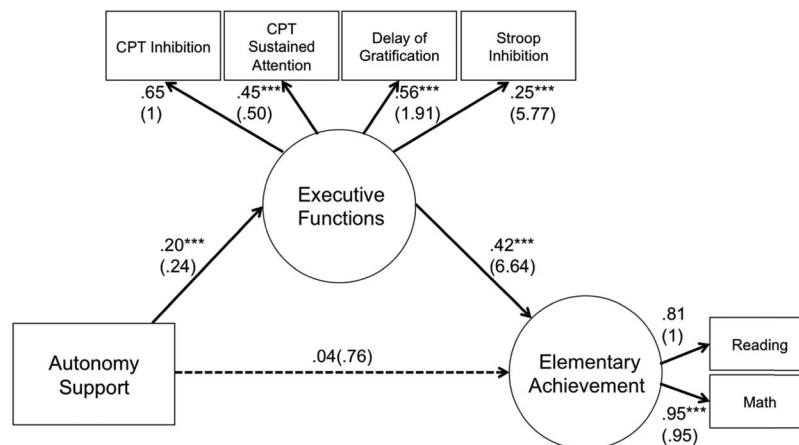 CPT Inhibition
CPT
Sustained
Attention
Delay of
Gratification
Stroop
Inhibition
.65
(1)
.45***
(.50)
.56***
(1.91)
.25***
(5.77)
Executive
Functions
.20***
(.24)
.42***
(6.64)
Autonomy
Support
.04(.76)
Elementary
Achievement
.81
(1)
Reading
Math
.95***
(.95)